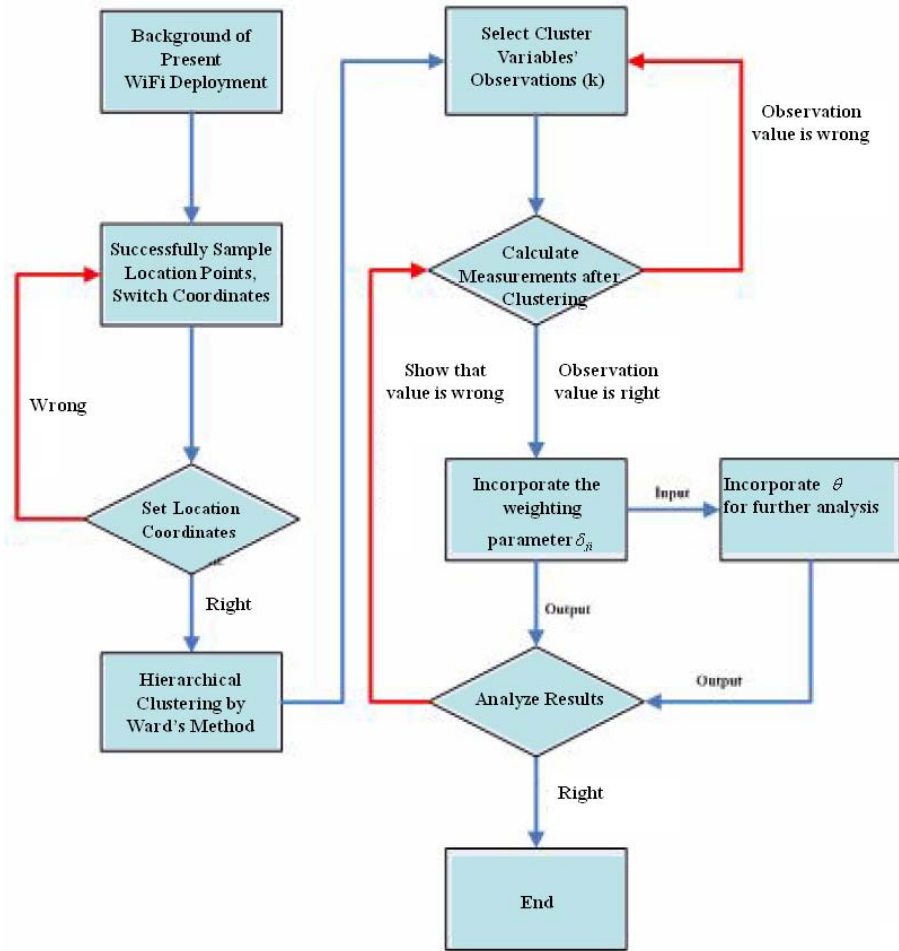 Background of
Present
WiFi Deployment
Successfully Sample
Location Points,
Switch Coordinates
Wrong
Set Location
Coordinates
Right
Hierarchical
Clustering by
Ward's Method
Select Cluster
Variables'
Observations (k)
Observation
value is wrong
Calculate
Measurements after
Clustering
Show that
value is wrong
Observation
value is right
Incorporate the
weighting
parameter δ
Input
Incorporate θ
for further analysis
Output
Analyze Results
Output
Right
End